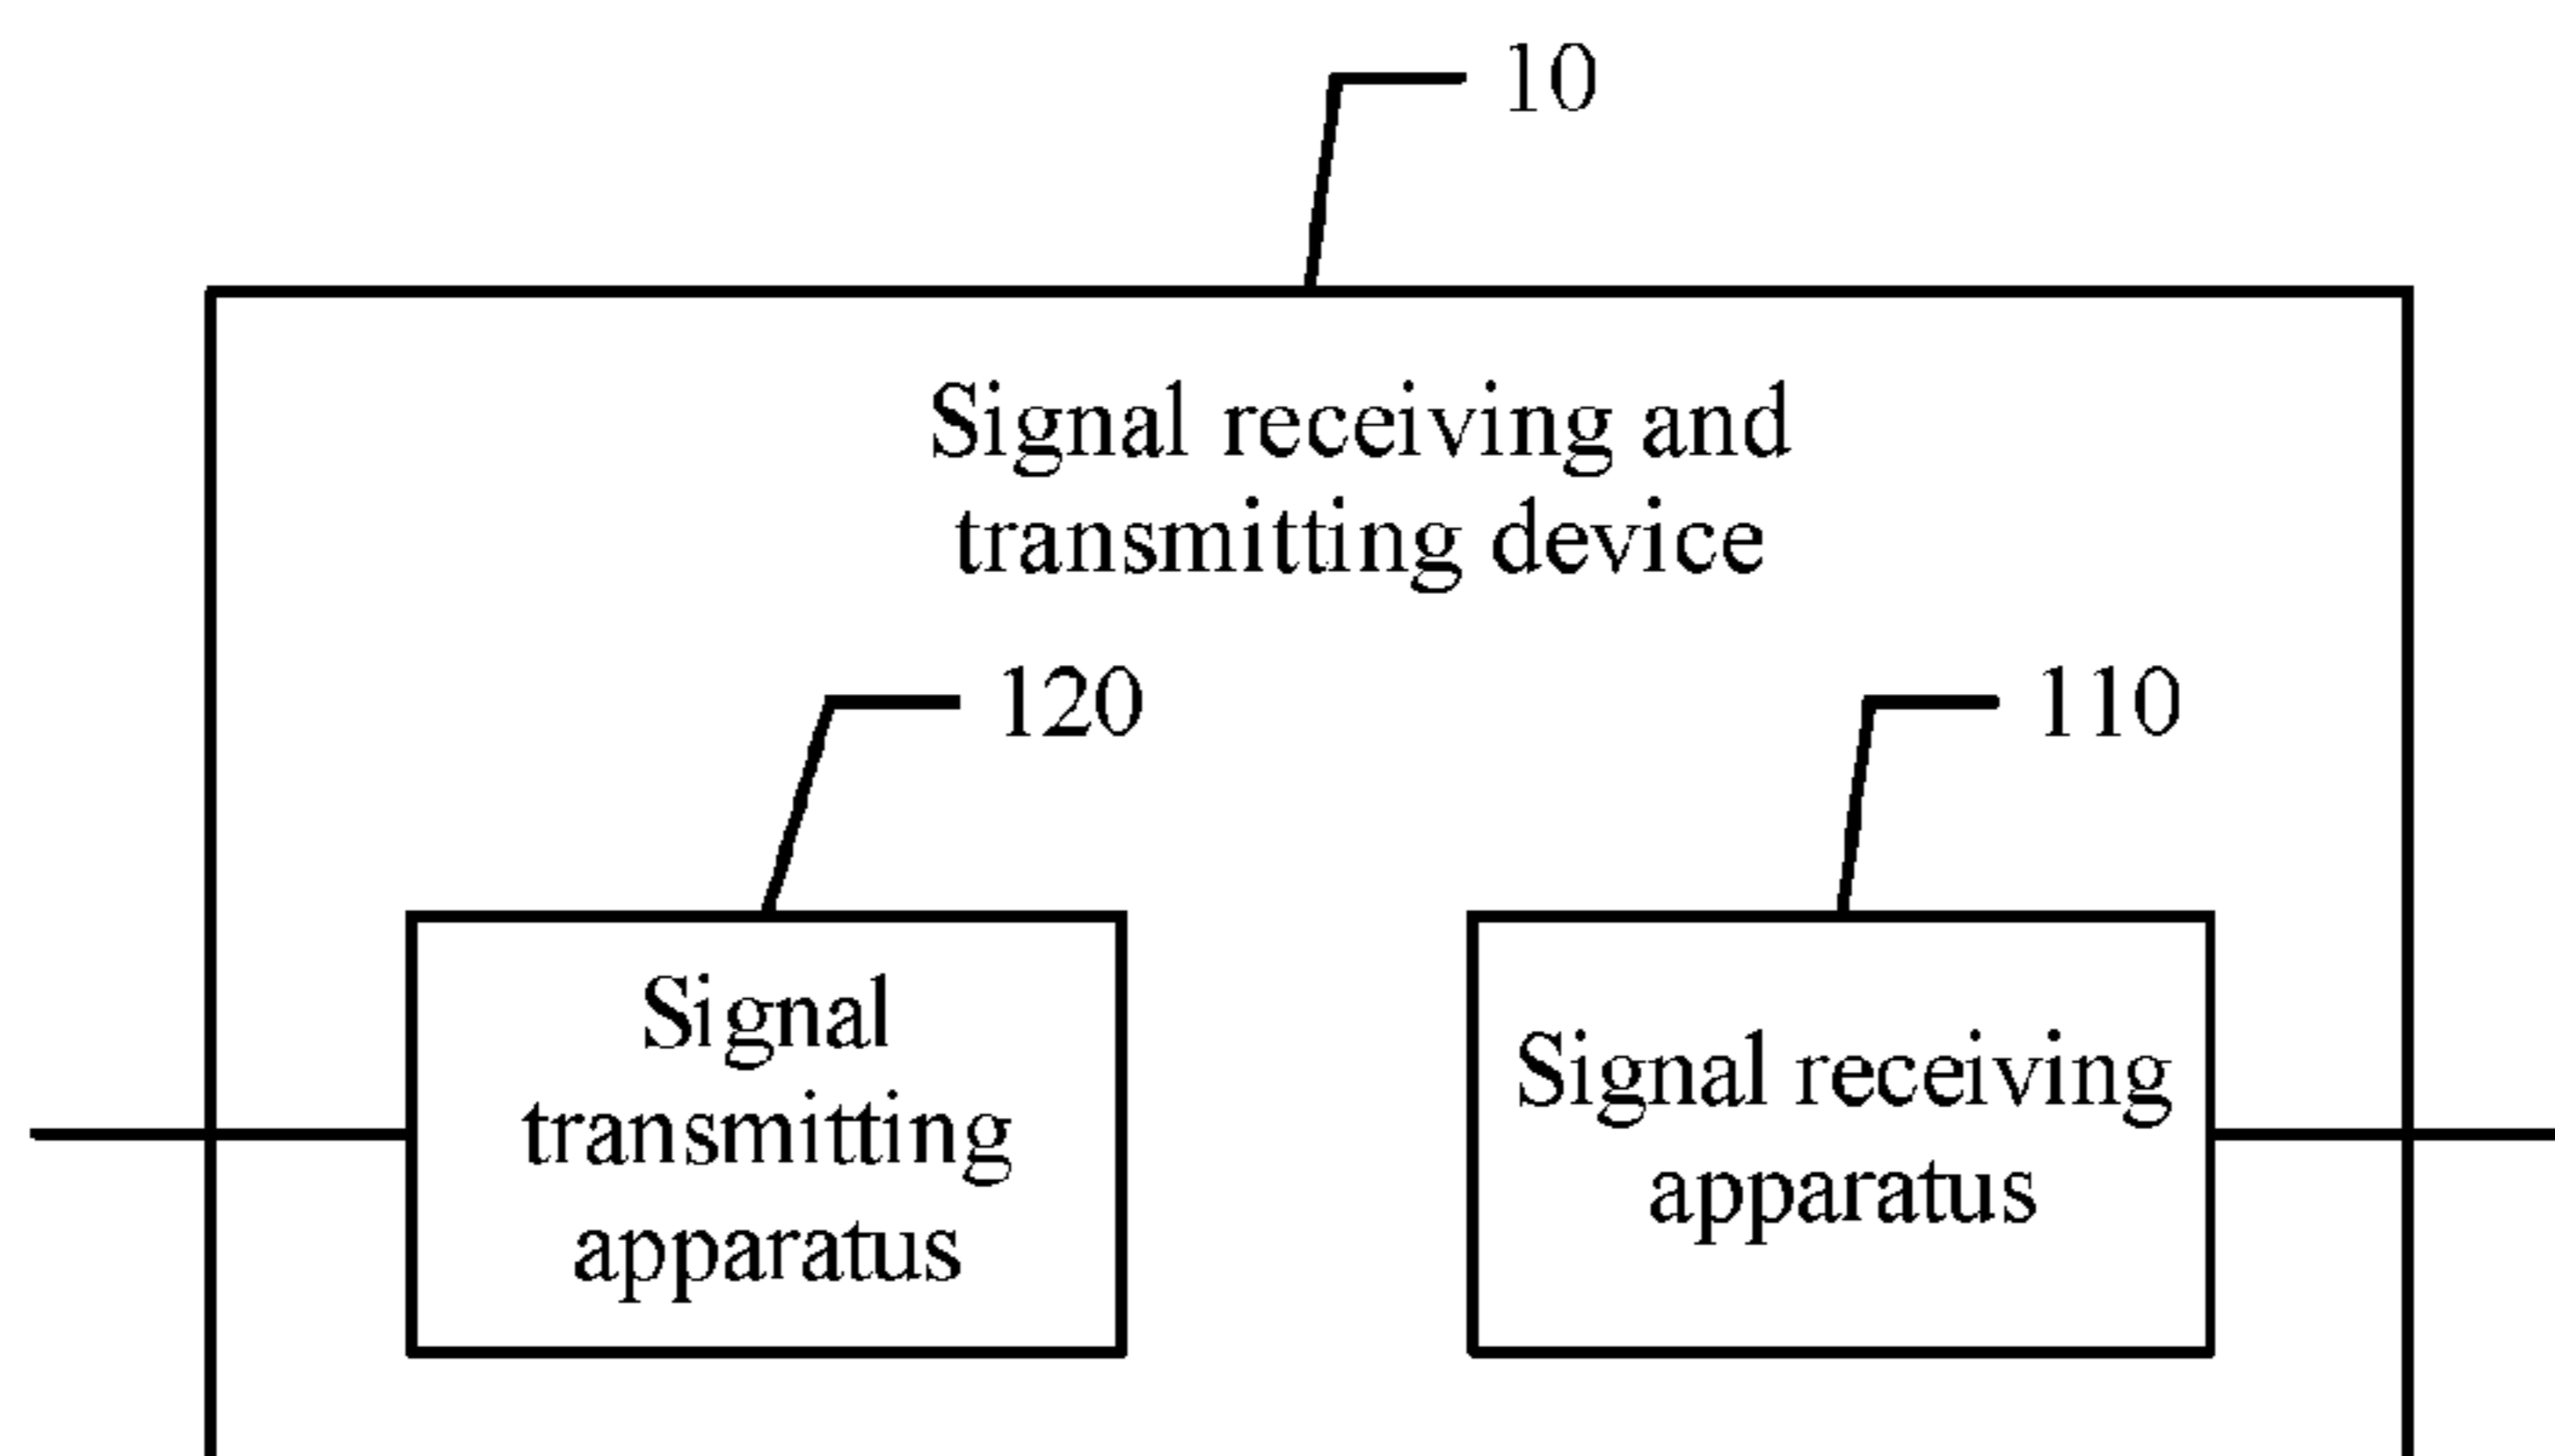 10
Signal receiving and
transmitting device
120
110
Signal
transmitting
apparatus
Signal receiving
apparatus